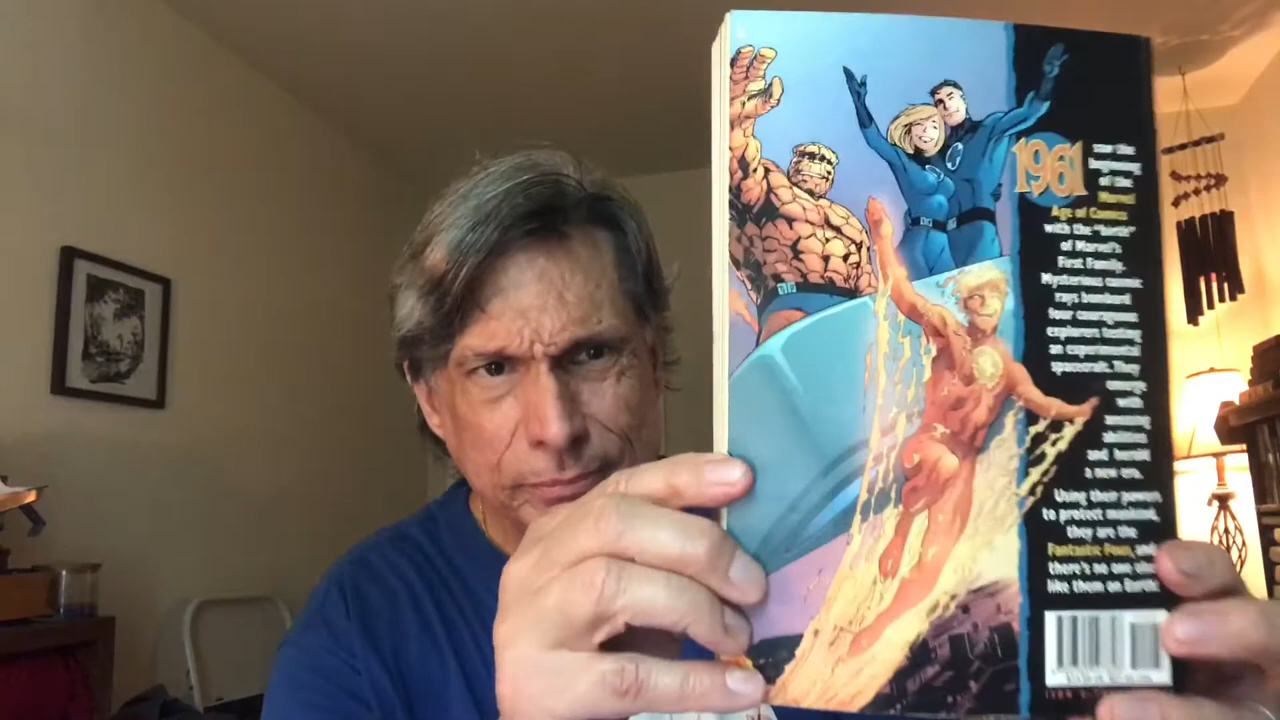 1961 saw the
beginning
of the
Marvel
Age of Comics
with the "birth"
of Marvel's
First Family.
Mysterious cosmic
rays bombard
four courageous
explorers testing
an experimental
spacecraft. They
emerge
with
amazing
abilities
and herald
a new era.
Using their powers
to protect mankind,
they are the
Fantastic Four, and
there's no one else
like them on Earth.